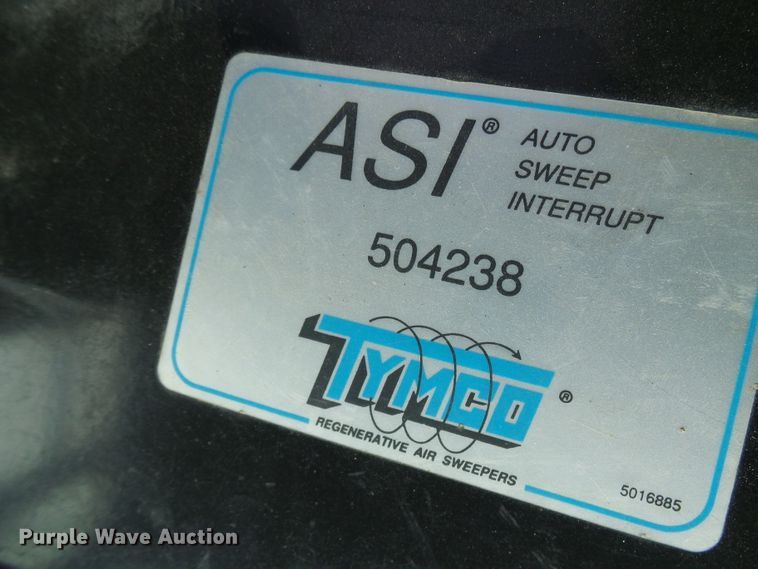 ASI® AUTO
SWEEP
INTERRUPT
504238
TYMCO®
REGENERATIVE AIR SWEEPERS
5016885
Purple Wave Auction